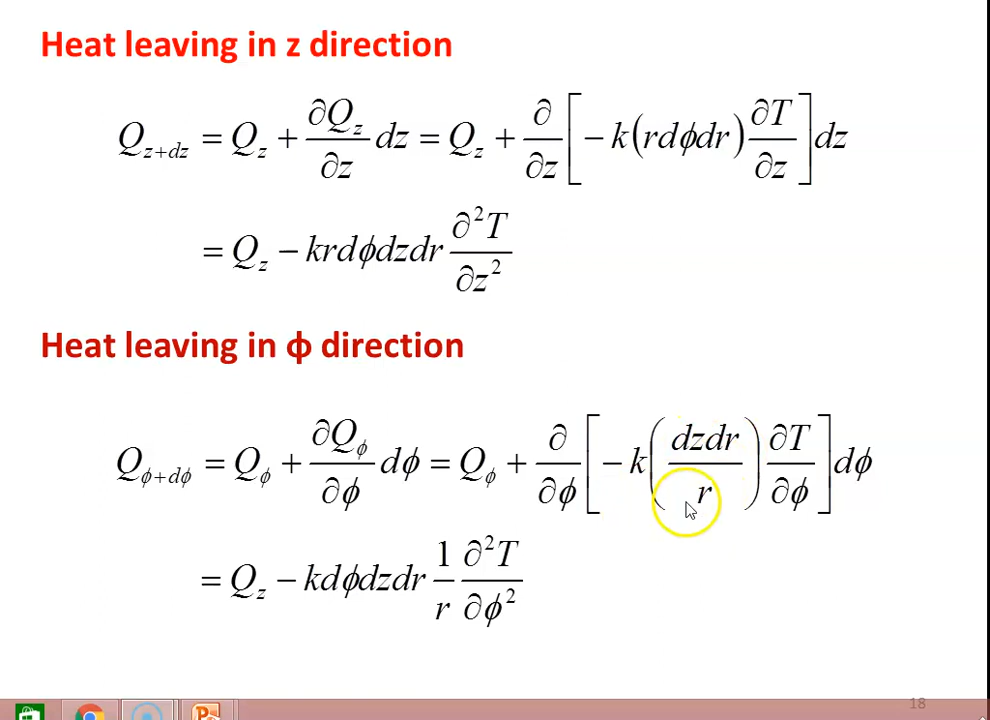 Heat leaving in z direction
Q_{z+dz} = Q_z + ∂Q_z/∂z dz = Q_z + ∂/∂z [− k(rdϕdr) ∂T/∂z] dz
= Q_z − krdϕdzdr ∂²T/∂z²
Heat leaving in ϕ direction
Q_{ϕ+dϕ} = Q_ϕ + ∂Q_ϕ/∂ϕ dϕ = Q_ϕ + ∂/∂ϕ [− k(dzdr/r) ∂T/∂ϕ] dϕ
= Q_z − kdϕdzdr 1/r ∂²T/∂ϕ²
18